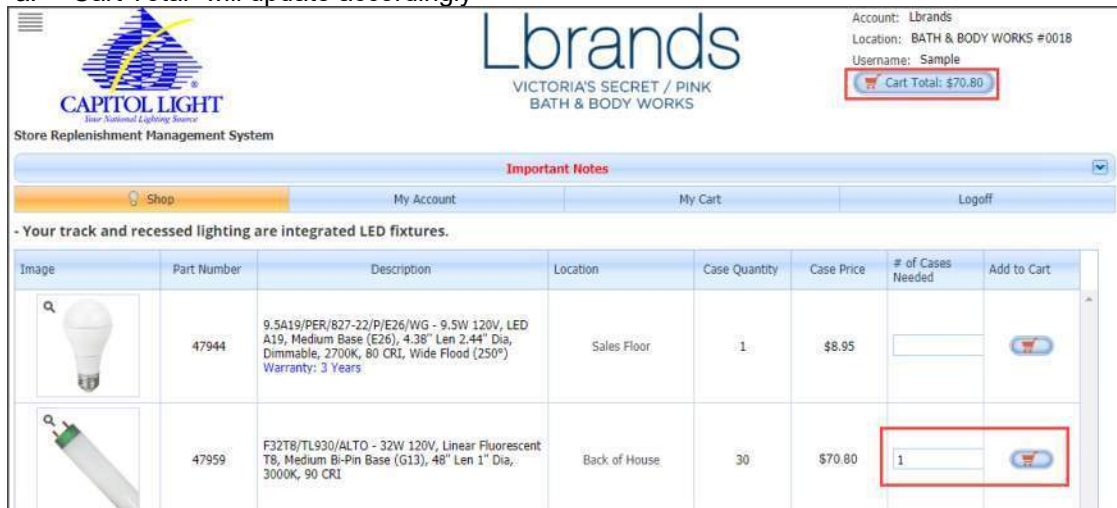 Lbrands
VICTORIA'S SECRET / PINK
BATH & BODY WORKS
Account: Lbrands
Location: BATH & BODY WORKS #0018
Username: Sample
Cart Total: $70.80
CAPITOL LIGHT
Your National Lighting Source
Store Replenishment Management System
Important Notes
Shop My Account My Cart Logoff
- Your track and recessed lighting are integrated LED fixtures.
Image Part Number Description Location Case Quantity Case Price # of Cases Needed Add to Cart
9.5A19/PER/827-22/P/E26/WG - 9.5W 120V, LED
47944 A19, Medium Base (E26), 4.38" Len 2.44" Dia, Sales Floor 1 $8.95
Dimmable, 2700K, 80 CRI, Wide Flood (250°)
Warranty: 3 Years
F32T8/TL930/ALTO - 32W 120V, Linear Fluorescent
47959 T8, Medium Bi-Pin Base (G13), 48" Len 1" Dia, Back of House 30 $70.80 1
3000K, 90 CRI